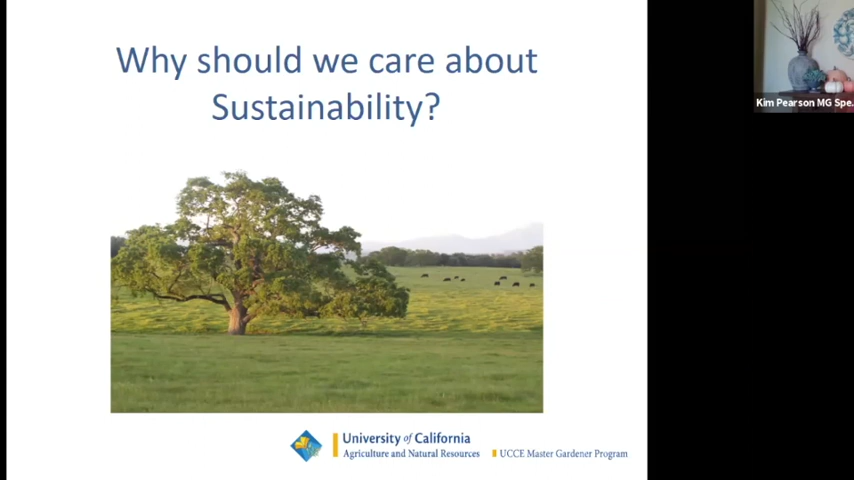 Why should we care about
Sustainability?
Kim Pearson MG Spe...
University of California
Agriculture and Natural Resources
UCCE Master Gardener Program